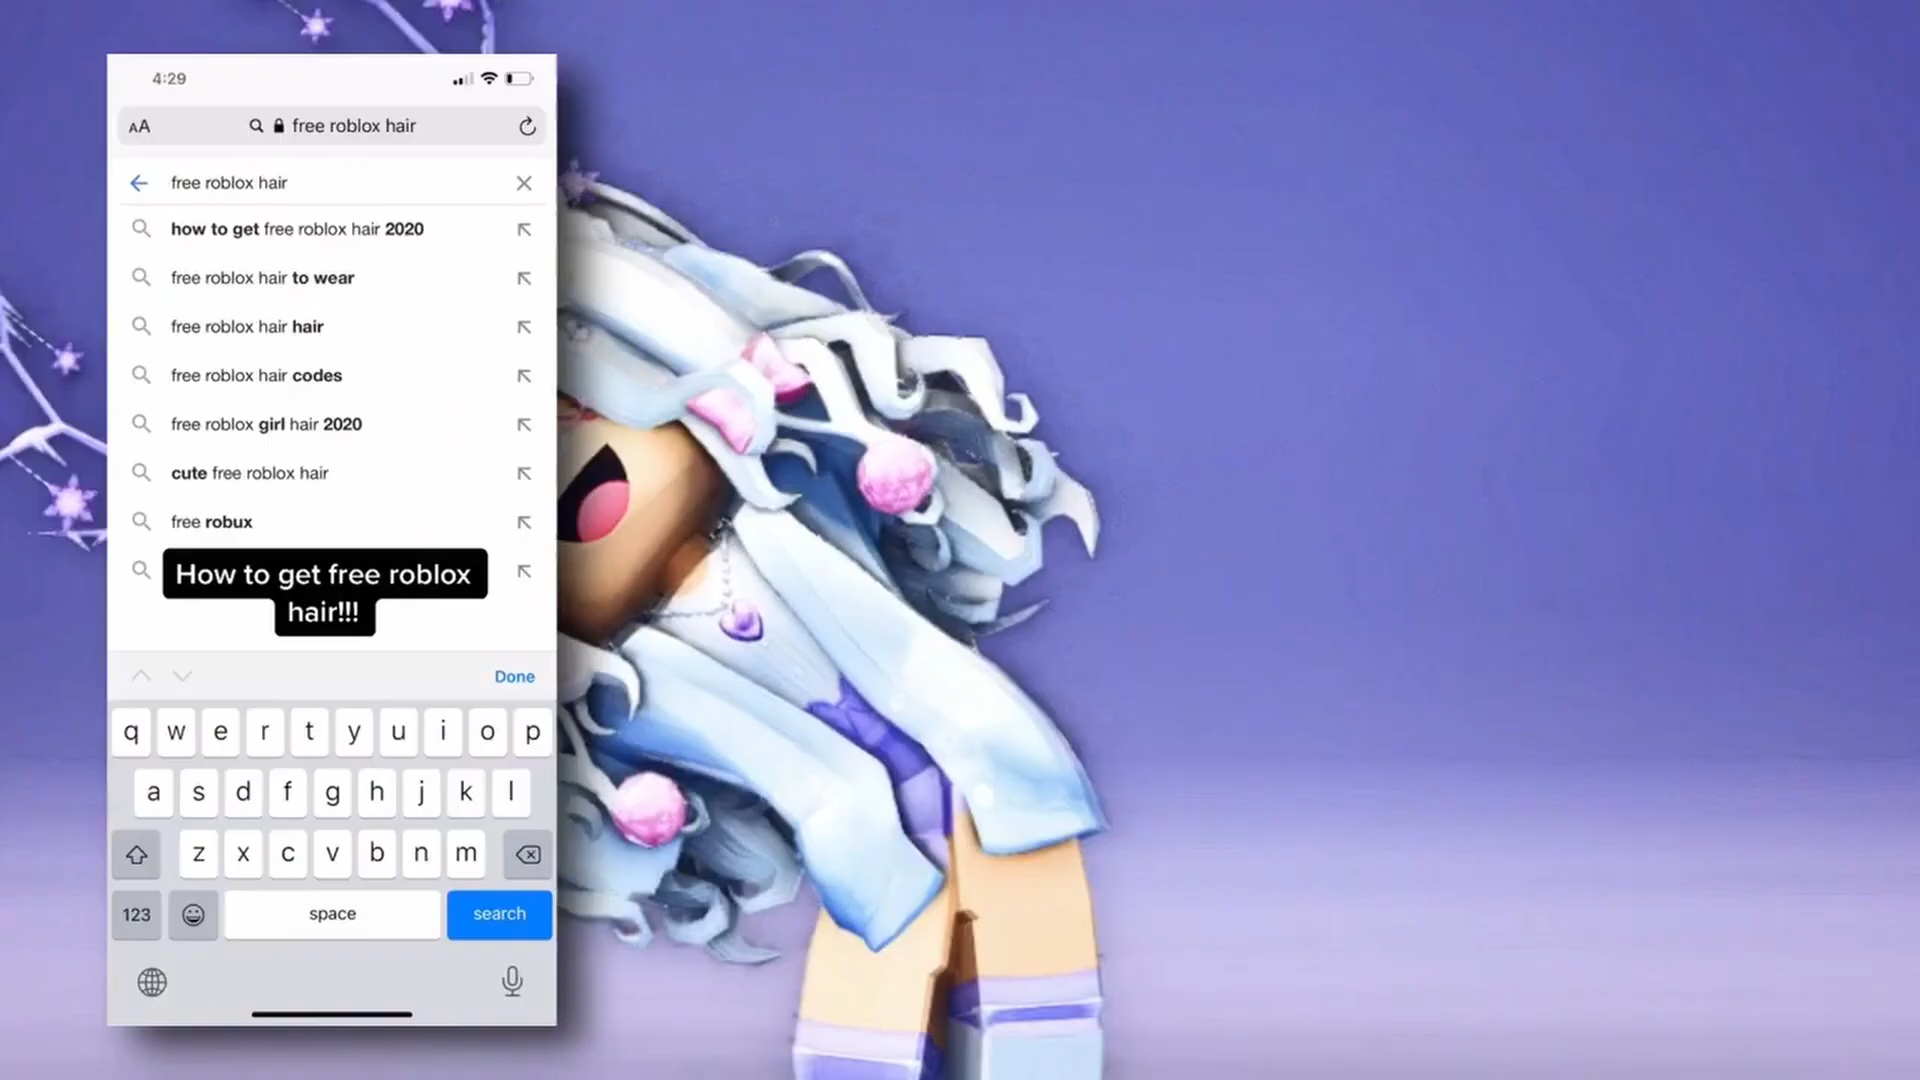 4:29
AA
free roblox hair
free roblox hair
how to get free roblox hair 2020
free roblox hair to wear
free roblox hair hair
free roblox hair codes
free roblox girl hair 2020
cute free roblox hair
free robux
How to get free roblox
hair!!!
Done
q w e r t y u i o p
a s d f g h j k l
z x c v b n m
123 space search